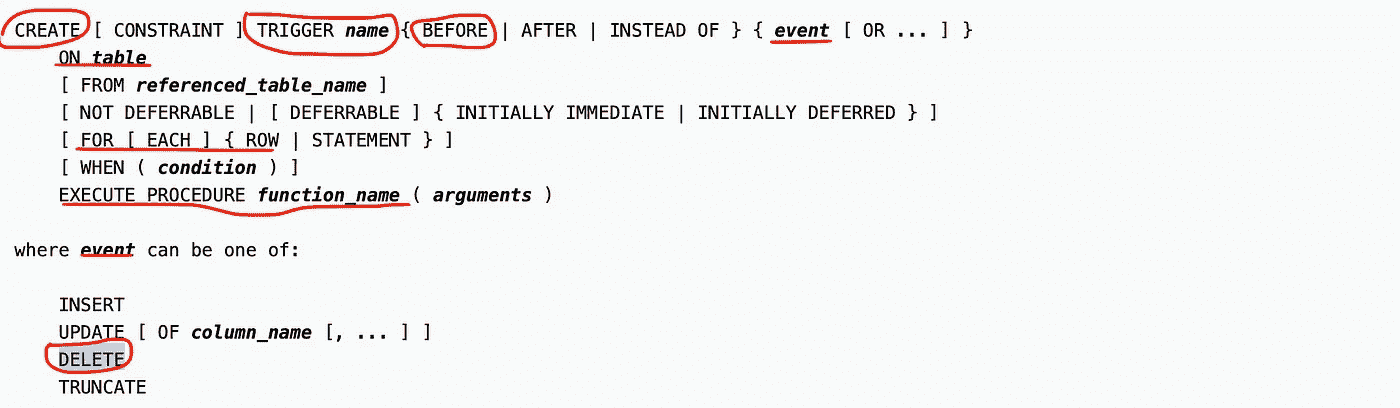 CREATE [ CONSTRAINT ] TRIGGER name { BEFORE | AFTER | INSTEAD OF } { event [ OR ... ] }
ON table
[ FROM referenced_table_name ]
[ NOT DEFERRABLE | [ DEFERRABLE ] { INITIALLY IMMEDIATE | INITIALLY DEFERRED } ]
[ FOR [ EACH ] { ROW | STATEMENT } ]
[ WHEN ( condition ) ]
EXECUTE PROCEDURE function_name ( arguments )
where event can be one of:
INSERT
UPDATE [ OF column_name [, ... ] ]
DELETE
TRUNCATE